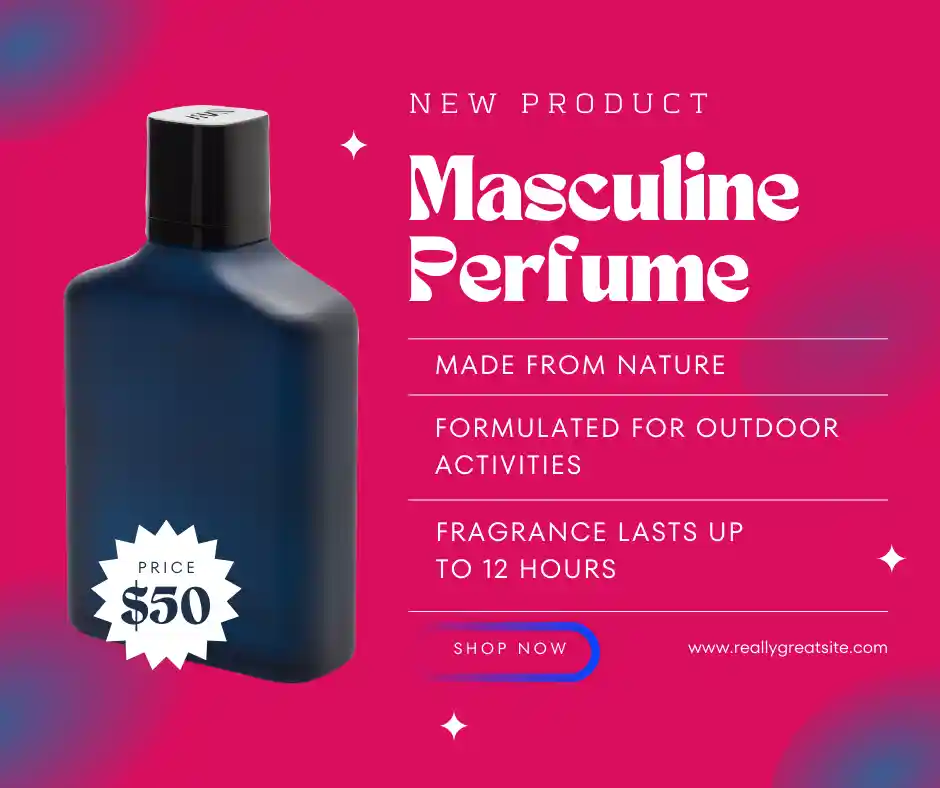 NEW PRODUCT
Masculine
Perfume
MADE FROM NATURE
FORMULATED FOR OUTDOOR
ACTIVITIES
FRAGRANCE LASTS UP
TO 12 HOURS
PRICE
$50
SHOP NOW
www.reallygreatsite.com